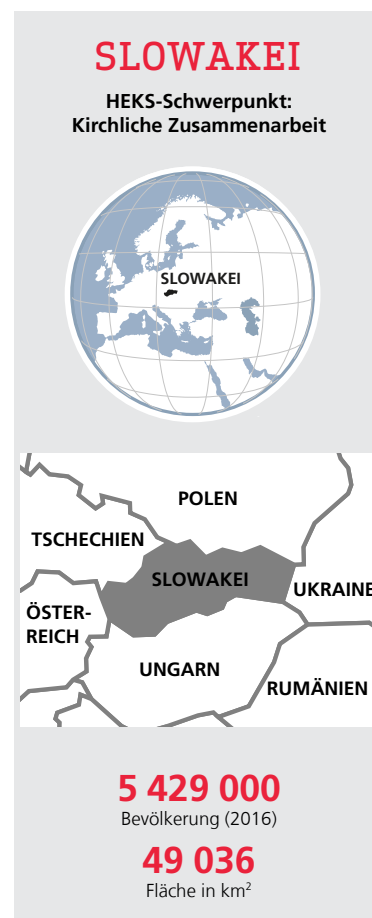 SLOWAKEI
HEKS-Schwerpunkt:
Kirchliche Zusammenarbeit
SLOWAKEI
POLEN
TSCHECHIEN
SLOWAKEI
UKRAINE
ÖSTER-
REICH
UNGARN
RUMÄNIEN
5 429 000
Bevölkerung (2016)
49 036
Fläche in km²